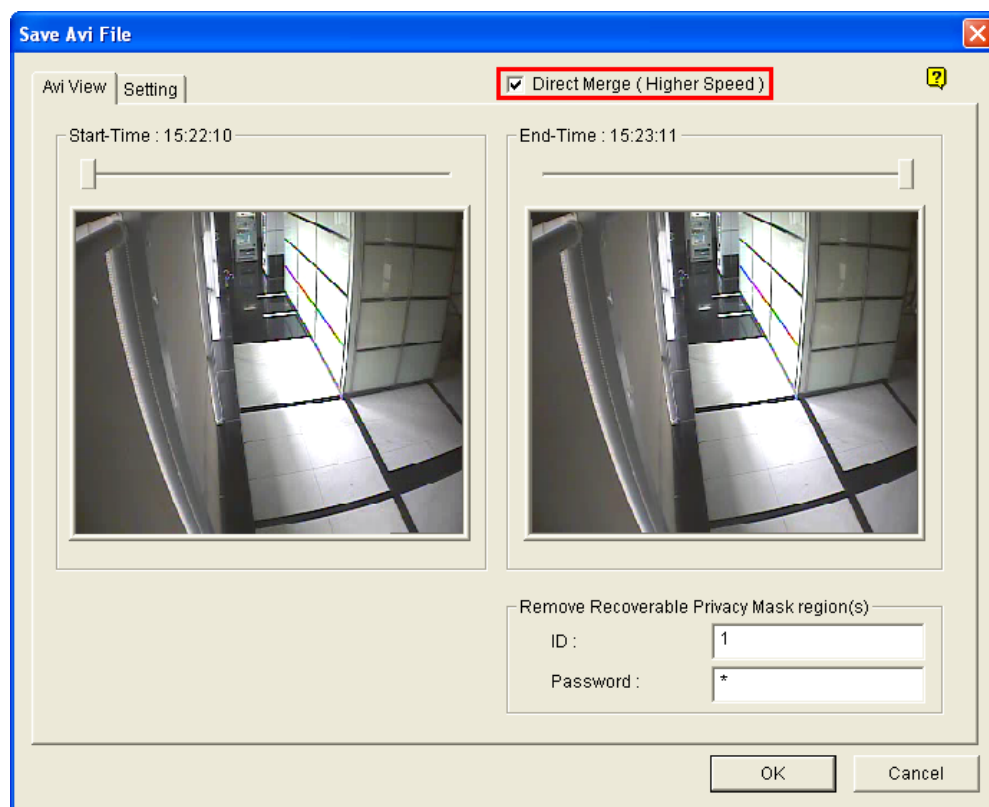 Save Avi File
Avi View
Setting
Direct Merge ( Higher Speed )
?
Start-Time : 15:22:10
End-Time : 15:23:11
Remove Recoverable Privacy Mask region(s)
ID :
1
Password :
*
OK
Cancel